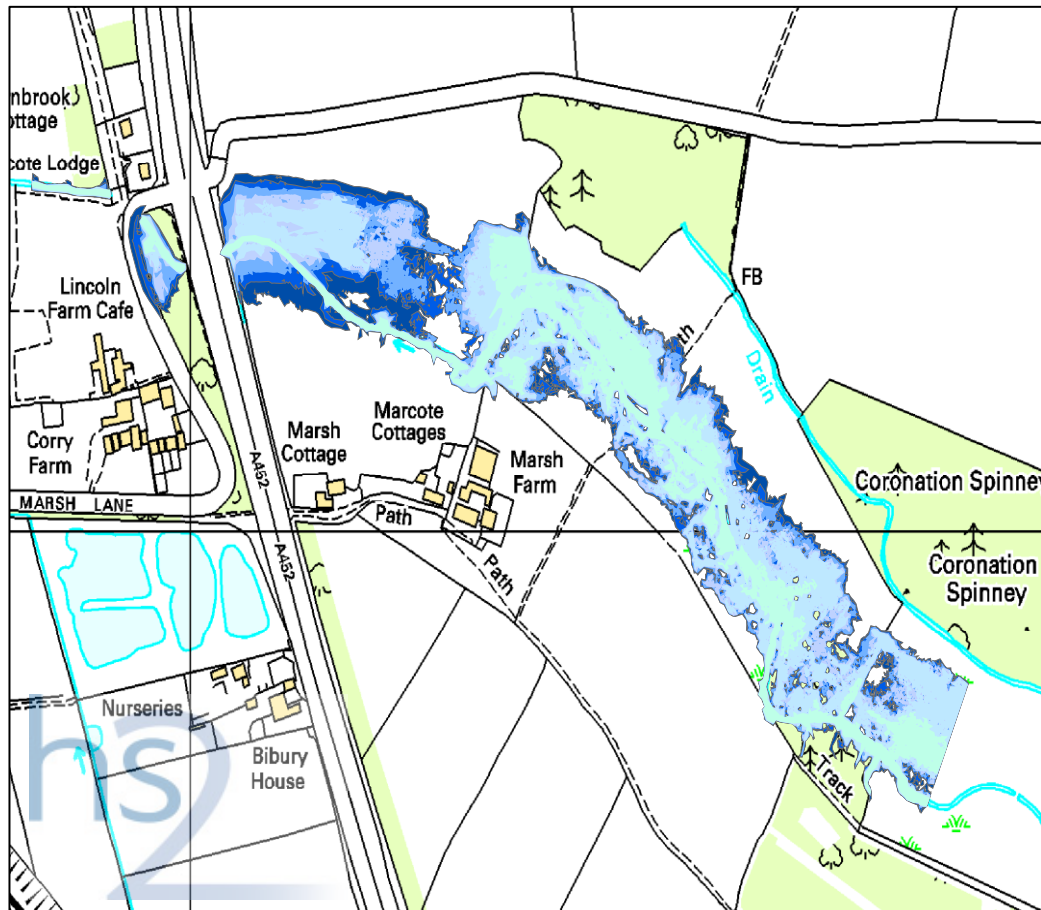 nbrook
ottage
cote Lodge
Lincoln
Farm Cafe
FB
th
Drain
Corry
Farm
Marsh
Cottage
Marcote
Cottages
Marsh
Farm
Coronation Spinney
MARSH LANE
A452
Path
A452
Path
Coronation
Spinney
Nurseries
Bibury
House
Track
hs2